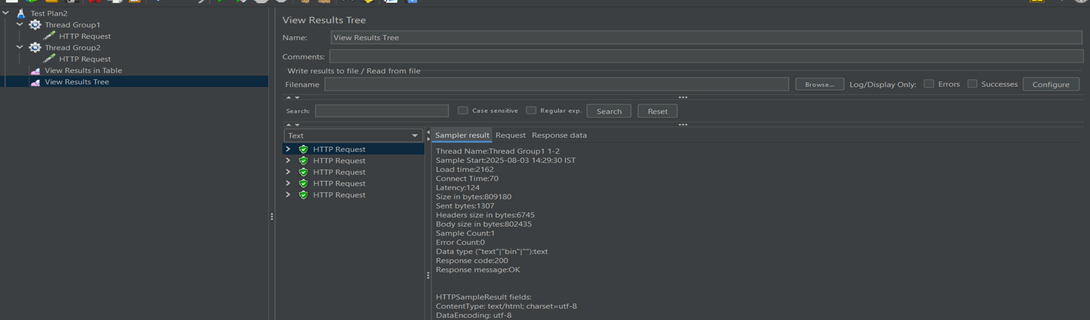 Test Plan2
Thread Group1
HTTP Request
Thread Group2
HTTP Request
View Results in Table
View Results Tree
View Results Tree
Name: View Results Tree
Comments:
Write results to file / Read from file
Filename Browse... Log/Display Only: Errors Successes Configure
Search: Case sensitive Regular exp. Search Reset
Text
HTTP Request
HTTP Request
HTTP Request
HTTP Request
HTTP Request
Sampler result Request Response data
Thread Name:Thread Group1 1-2
Sample Start:2025-08-03 14:29:30 IST
Load time:2162
Connect Time:70
Latency:124
Size in bytes:809180
Sent bytes:1307
Headers size in bytes:6745
Body size in bytes:802435
Sample Count:1
Error Count:0
Data type ("text"|"bin"|""):text
Response code:200
Response message:OK
HTTPSampleResult fields:
ContentType: text/html; charset=utf-8
DataEncoding: utf-8